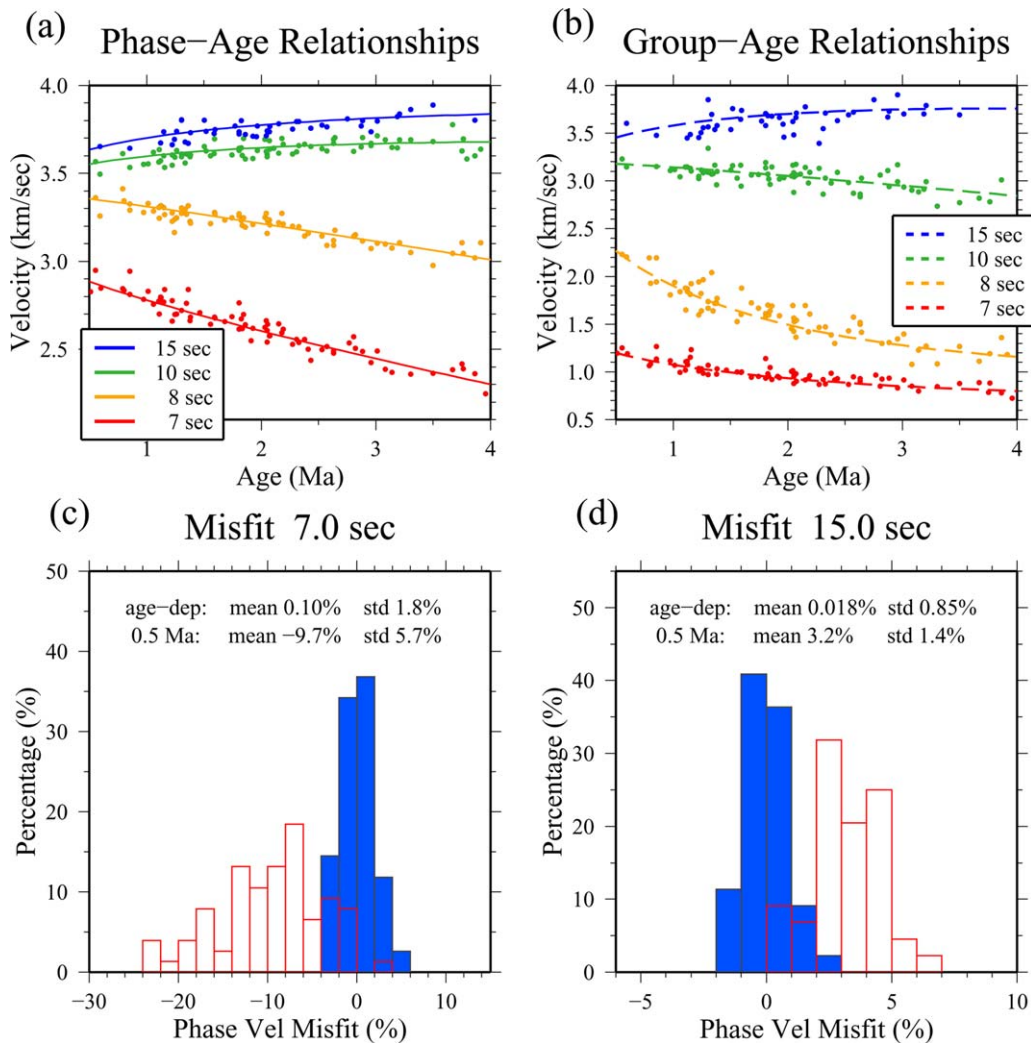 (a) Phase−Age Relationships
4.0
3.5
3.0
2.5
Velocity (km/sec)
15 sec
10 sec
8 sec
7 sec
1 2 3 4
Age (Ma)
(b) Group−Age Relationships
4.0
3.5
3.0
2.5
2.0
1.5
1.0
0.5
Velocity (km/sec)
15 sec
10 sec
8 sec
7 sec
1 2 3 4
Age (Ma)
(c) Misfit 7.0 sec
50
40
30
20
10
0
Percentage (%)
age−dep: mean 0.10% std 1.8%
0.5 Ma: mean −9.7% std 5.7%
−30 −20 −10 0 10
Phase Vel Misfit (%)
(d) Misfit 15.0 sec
50
40
30
20
10
0
Percentage (%)
age−dep: mean 0.018% std 0.85%
0.5 Ma: mean 3.2% std 1.4%
−5 0 5 10
Phase Vel Misfit (%)